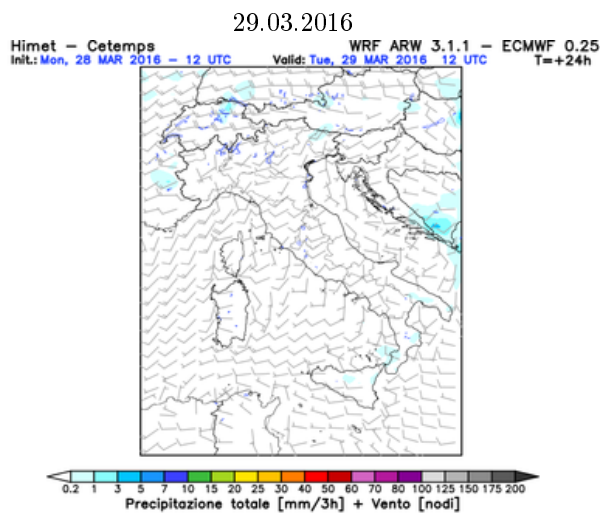 29.03.2016
Himet – Cetemps WRF ARW 3.1.1 – ECMWF 0.25
Init.: Mon, 28 MAR 2016 – 12 UTC Valid: Tue, 29 MAR 2016 12 UTC T=+24h
0.2 1 3 5 7 10 15 20 25 30 40 50 60 70 80 100 125 150 175 200
Precipitazione totale [mm/3h] + Vento [nodi]